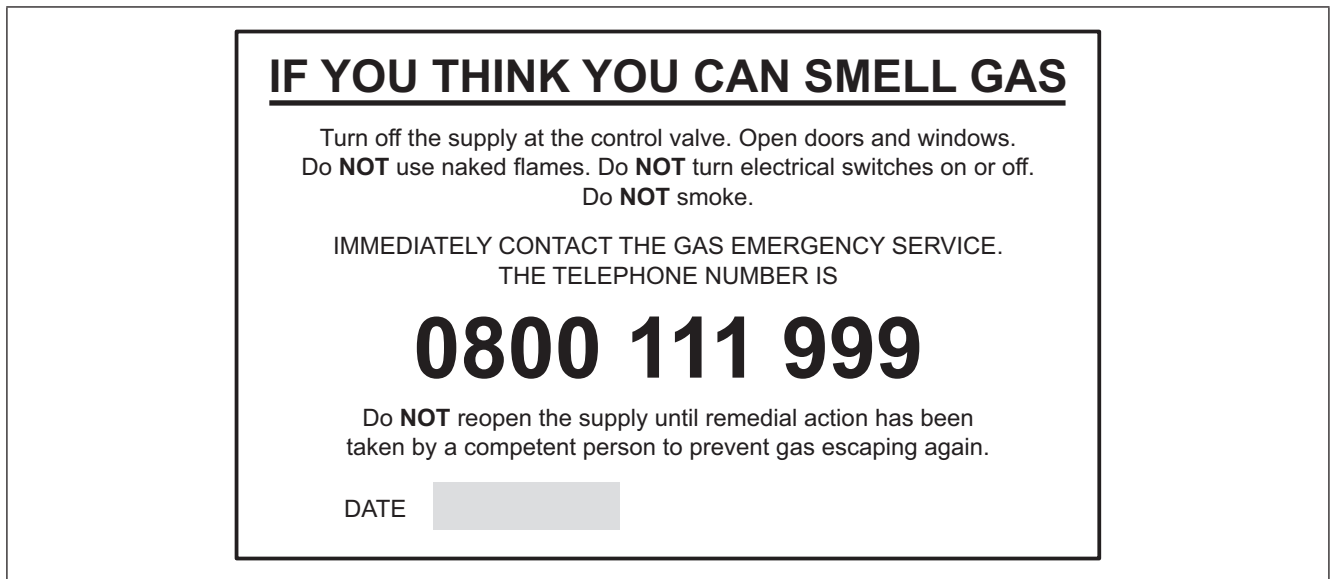 IF YOU THINK YOU CAN SMELL GAS
Turn off the supply at the control valve. Open doors and windows.
Do NOT use naked flames. Do NOT turn electrical switches on or off.
Do NOT smoke.
IMMEDIATELY CONTACT THE GAS EMERGENCY SERVICE.
THE TELEPHONE NUMBER IS
0800 111 999
Do NOT reopen the supply until remedial action has been
taken by a competent person to prevent gas escaping again.
DATE